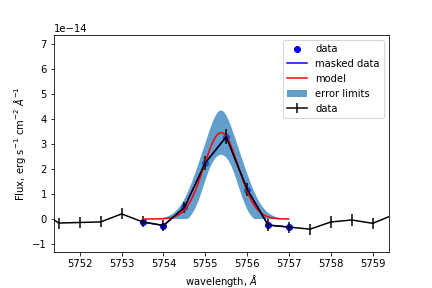 1e−14
7
6
5
4
3
2
1
0
−1
Flux, erg s⁻¹ cm⁻² Å⁻¹
data
masked data
model
error limits
data
5752 5753 5754 5755 5756 5757 5758 5759
wavelength, Å